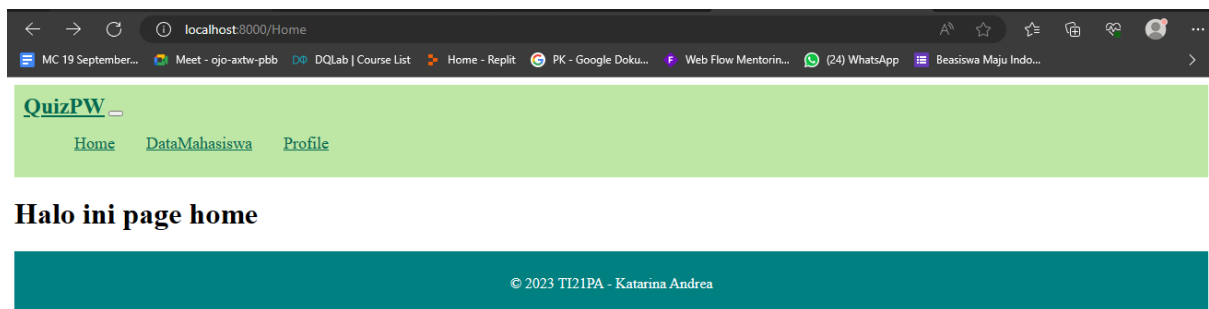 localhost:8000/Home
MC 19 September... Meet - ojo-axtw-pbb DQLab | Course List Home - Replit PK - Google Doku... Web Flow Mentorin... (24) WhatsApp Beasiswa Maju Indo...
QuizPW
Home DataMahasiswa Profile
Halo ini page home
© 2023 TI21PA - Katarina Andrea